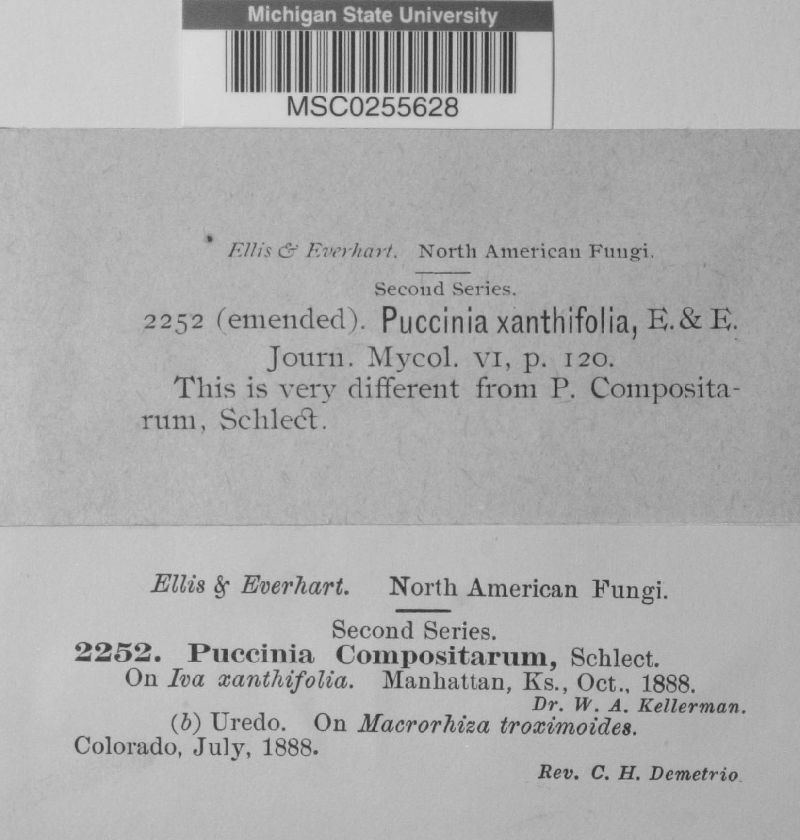 Michigan State University
MSC0255628
Ellis & Everhart. North American Fungi.
Second Series.
2252 (emended). Puccinia xanthifolia, E. & E.
Journ. Mycol. VI, p. 120.
This is very different from P. Composita-
rum, Schlect.
Ellis & Everhart. North American Fungi.
Second Series.
2252. Puccinia Compositarum, Schlect.
On Iva xanthifolia. Manhattan, Ks., Oct., 1888.
Dr. W. A. Kellerman.
(b) Uredo. On Macrorhiza troximoides.
Colorado, July, 1888.
Rev. C. H. Demetrio